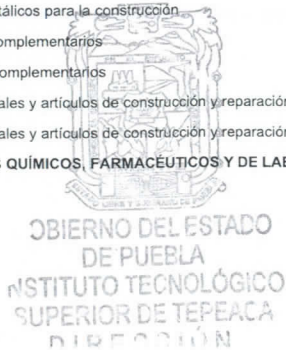 tálicos para la construcción
omplementarios
omplementarios
ales y artículos de construcción y reparación
ales y artículos de construcción y reparación
S QUÍMICOS, FARMACÉUTICOS Y DE LAB
OBIERNO DEL ESTADO
DE PUEBLA
NSTITUTO TECNOLÓGICO
SUPERIOR DE TEPEACA
DIRECCIÓN